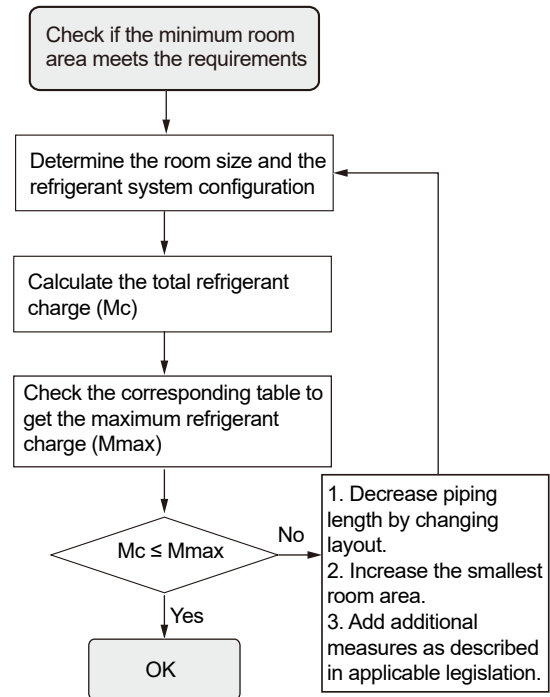 Check if the minimum room
area meets the requirements
Determine the room size and the
refrigerant system configuration
Calculate the total refrigerant
charge (Mc)
Check the corresponding table to
get the maximum refrigerant
charge (Mmax)
Mc ≤ Mmax
No
1. Decrease piping
length by changing
layout.
2. Increase the smallest
room area.
3. Add additional
measures as described
in applicable legislation.
Yes
OK